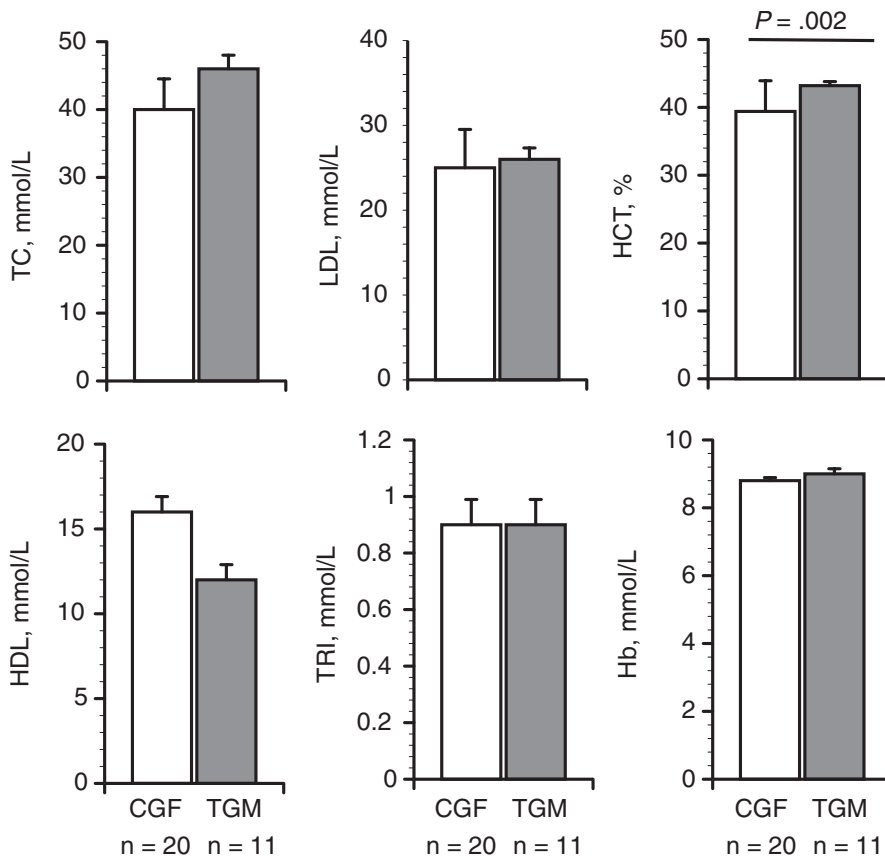 P = .002
50
40
30
20
10
0
TC, mmol/L
40
30
20
10
0
LDL, mmol/L
50
40
30
20
10
0
HCT, %
20
15
10
5
0
HDL, mmol/L
CGF TGM
n = 20 n = 11
1.2
1
0.8
0.6
0.4
0.2
0
TRI, mmol/L
CGF TGM
n = 20 n = 11
10
8
6
4
2
0
Hb, mmol/L
CGF TGM
n = 20 n = 11